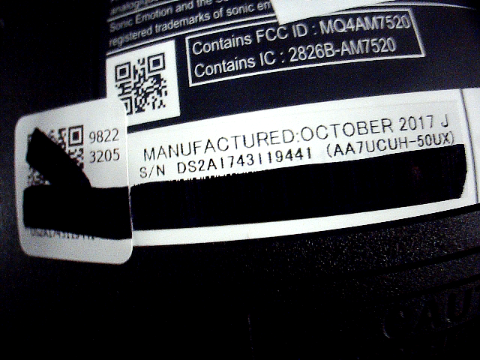 Sonic Emotion and the
registered trademarks of sonic
Contains FCC ID : MQ4AM7520
Contains IC : 2826B-AM7520
9822
3205
MANUFACTURED:OCTOBER 2017 J
S/N DS2A1743119441 (AA7UCUH-50UX)